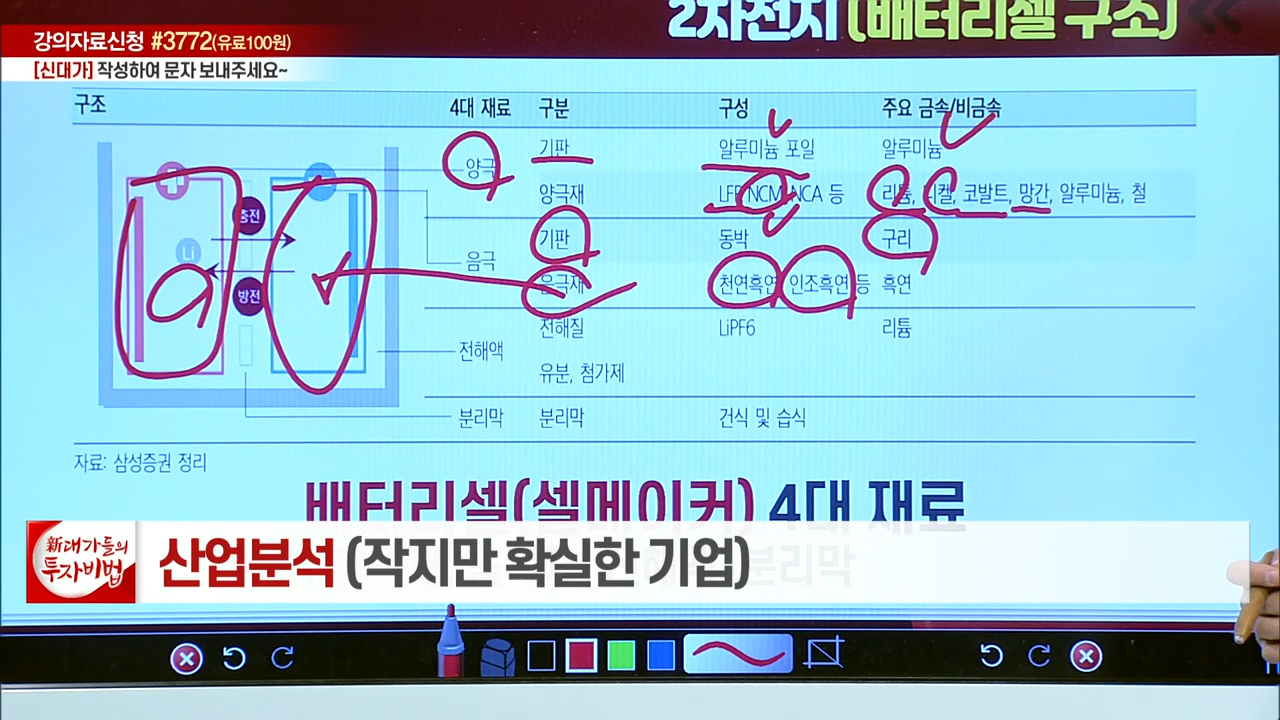 2차전지 (배터리셀 구조)
강의자료신청 #3772(유료100원)
[신대가] 작성하여 문자 보내주세요~
구조 4대 재료 구분 구성 주요 금속/비금속
양극 기판 알루미늄 포일 알루미늄
양극재 LFP, NCM, NCA 등 리튬, 니켈, 코발트, 망간, 알루미늄, 철
충전
Li
음극 기판 동박 구리
방전
음극재 천연흑연, 인조흑연 등 흑연
전해액 전해질 LiPF6 리튬
유분, 첨가제
분리막 분리막 건식 및 습식
자료: 삼성증권 정리
배터리셀(셀메이커) 4대 재료
분리막
新대가들의
투자비법
산업분석 (작지만 확실한 기업)